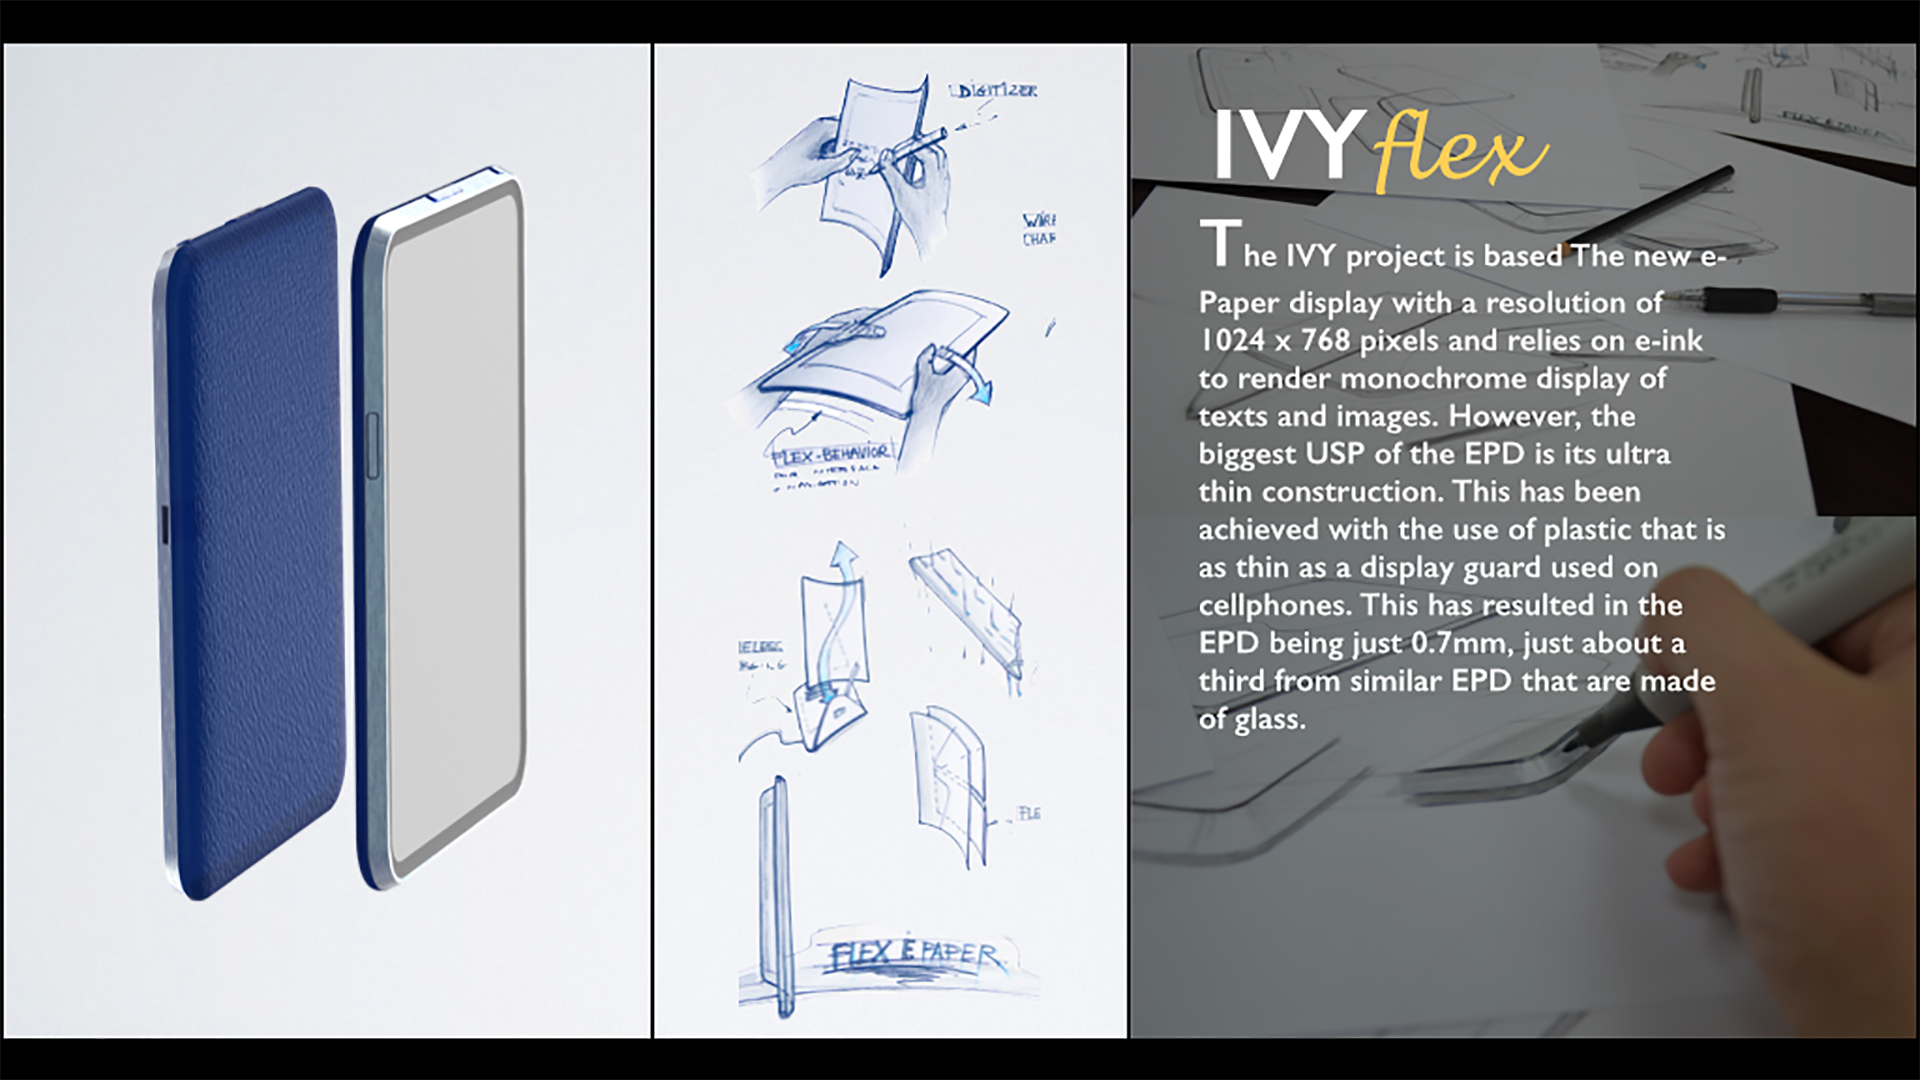 DIGITIZER
FLEX-BEHAVIOR
FLEX E PAPER
IVY flex
The IVY project is based The new e-
Paper display with a resolution of
1024 x 768 pixels and relies on e-ink
to render monochrome display of
texts and images. However, the
biggest USP of the EPD is its ultra
thin construction. This has been
achieved with the use of plastic that is
as thin as a display guard used on
cellphones. This has resulted in the
EPD being just 0.7mm, just about a
third from similar EPD that are made
of glass.